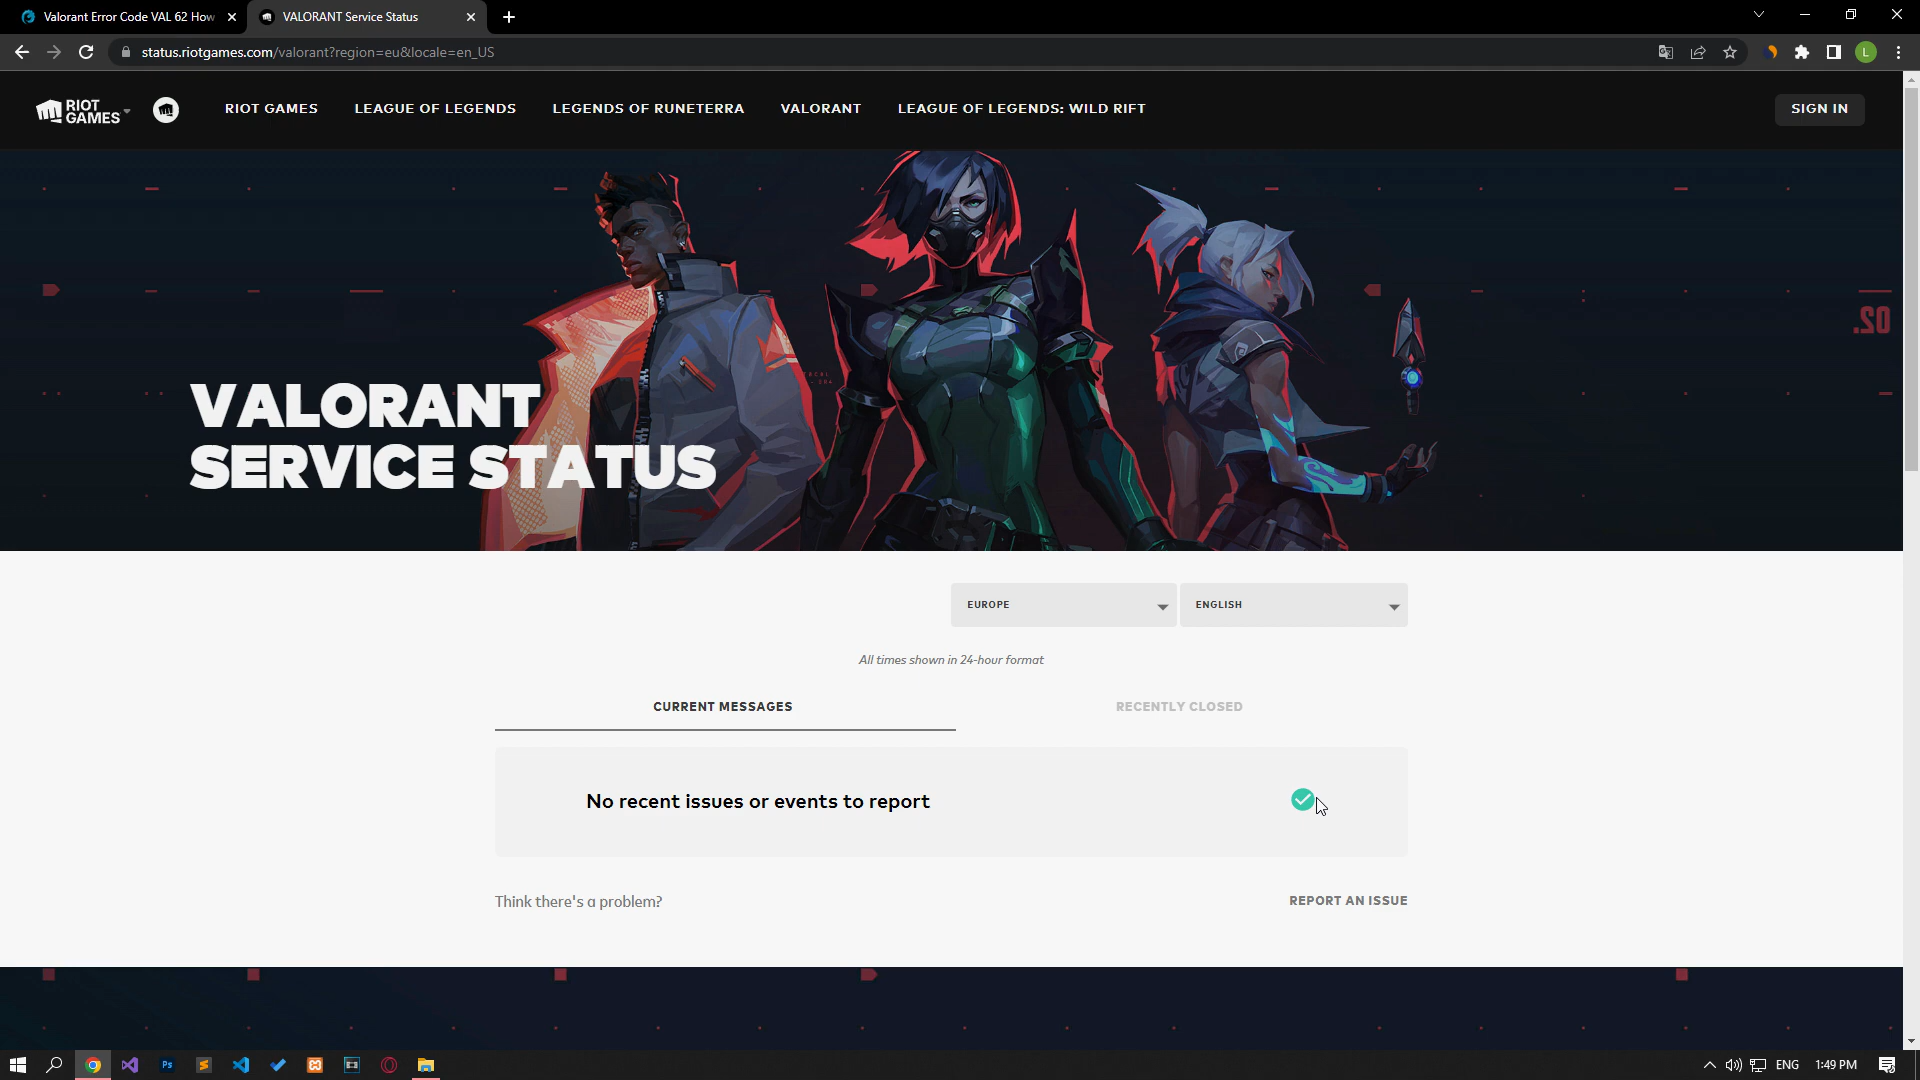 Valorant Error Code VAL 62 How
VALORANT Service Status
status.riotgames.com/valorant?region=eu&locale=en_US
L
RIOT GAMES
RIOT GAMES
LEAGUE OF LEGENDS
LEGENDS OF RUNETERRA
VALORANT
LEAGUE OF LEGENDS: WILD RIFT
SIGN IN
VALORANT
SERVICE STATUS
EUROPE
ENGLISH
All times shown in 24-hour format
CURRENT MESSAGES
RECENTLY CLOSED
No recent issues or events to report
Think there's a problem?
REPORT AN ISSUE
Ps
ENG
1:49 PM